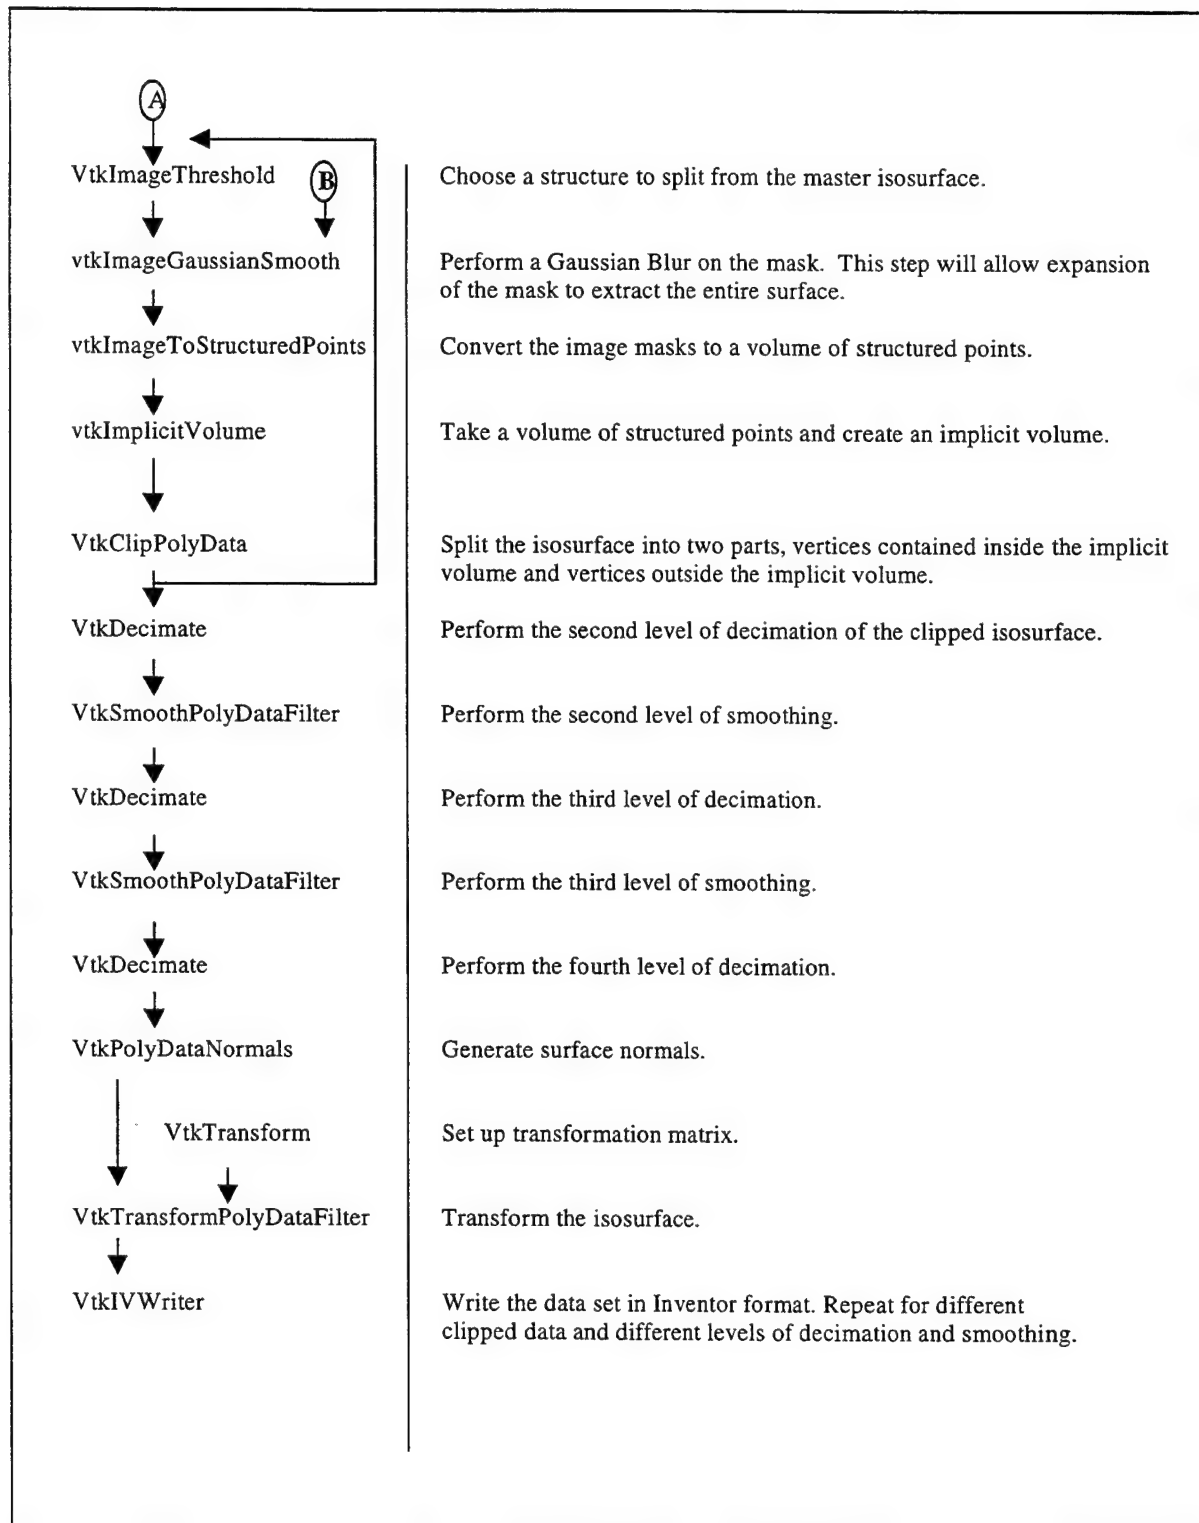 A
VtkImageThreshold
B
Choose a structure to split from the master isosurface.
vtkImageGaussianSmooth
Perform a Gaussian Blur on the mask. This step will allow expansion
of the mask to extract the entire surface.
vtkImageToStructuredPoints
Convert the image masks to a volume of structured points.
vtkImplicitVolume
Take a volume of structured points and create an implicit volume.
VtkClipPolyData
Split the isosurface into two parts, vertices contained inside the implicit
volume and vertices outside the implicit volume.
VtkDecimate
Perform the second level of decimation of the clipped isosurface.
VtkSmoothPolyDataFilter
Perform the second level of smoothing.
VtkDecimate
Perform the third level of decimation.
VtkSmoothPolyDataFilter
Perform the third level of smoothing.
VtkDecimate
Perform the fourth level of decimation.
VtkPolyDataNormals
Generate surface normals.
VtkTransform
Set up transformation matrix.
VtkTransformPolyDataFilter
Transform the isosurface.
VtkIVWriter
Write the data set in Inventor format. Repeat for different
clipped data and different levels of decimation and smoothing.